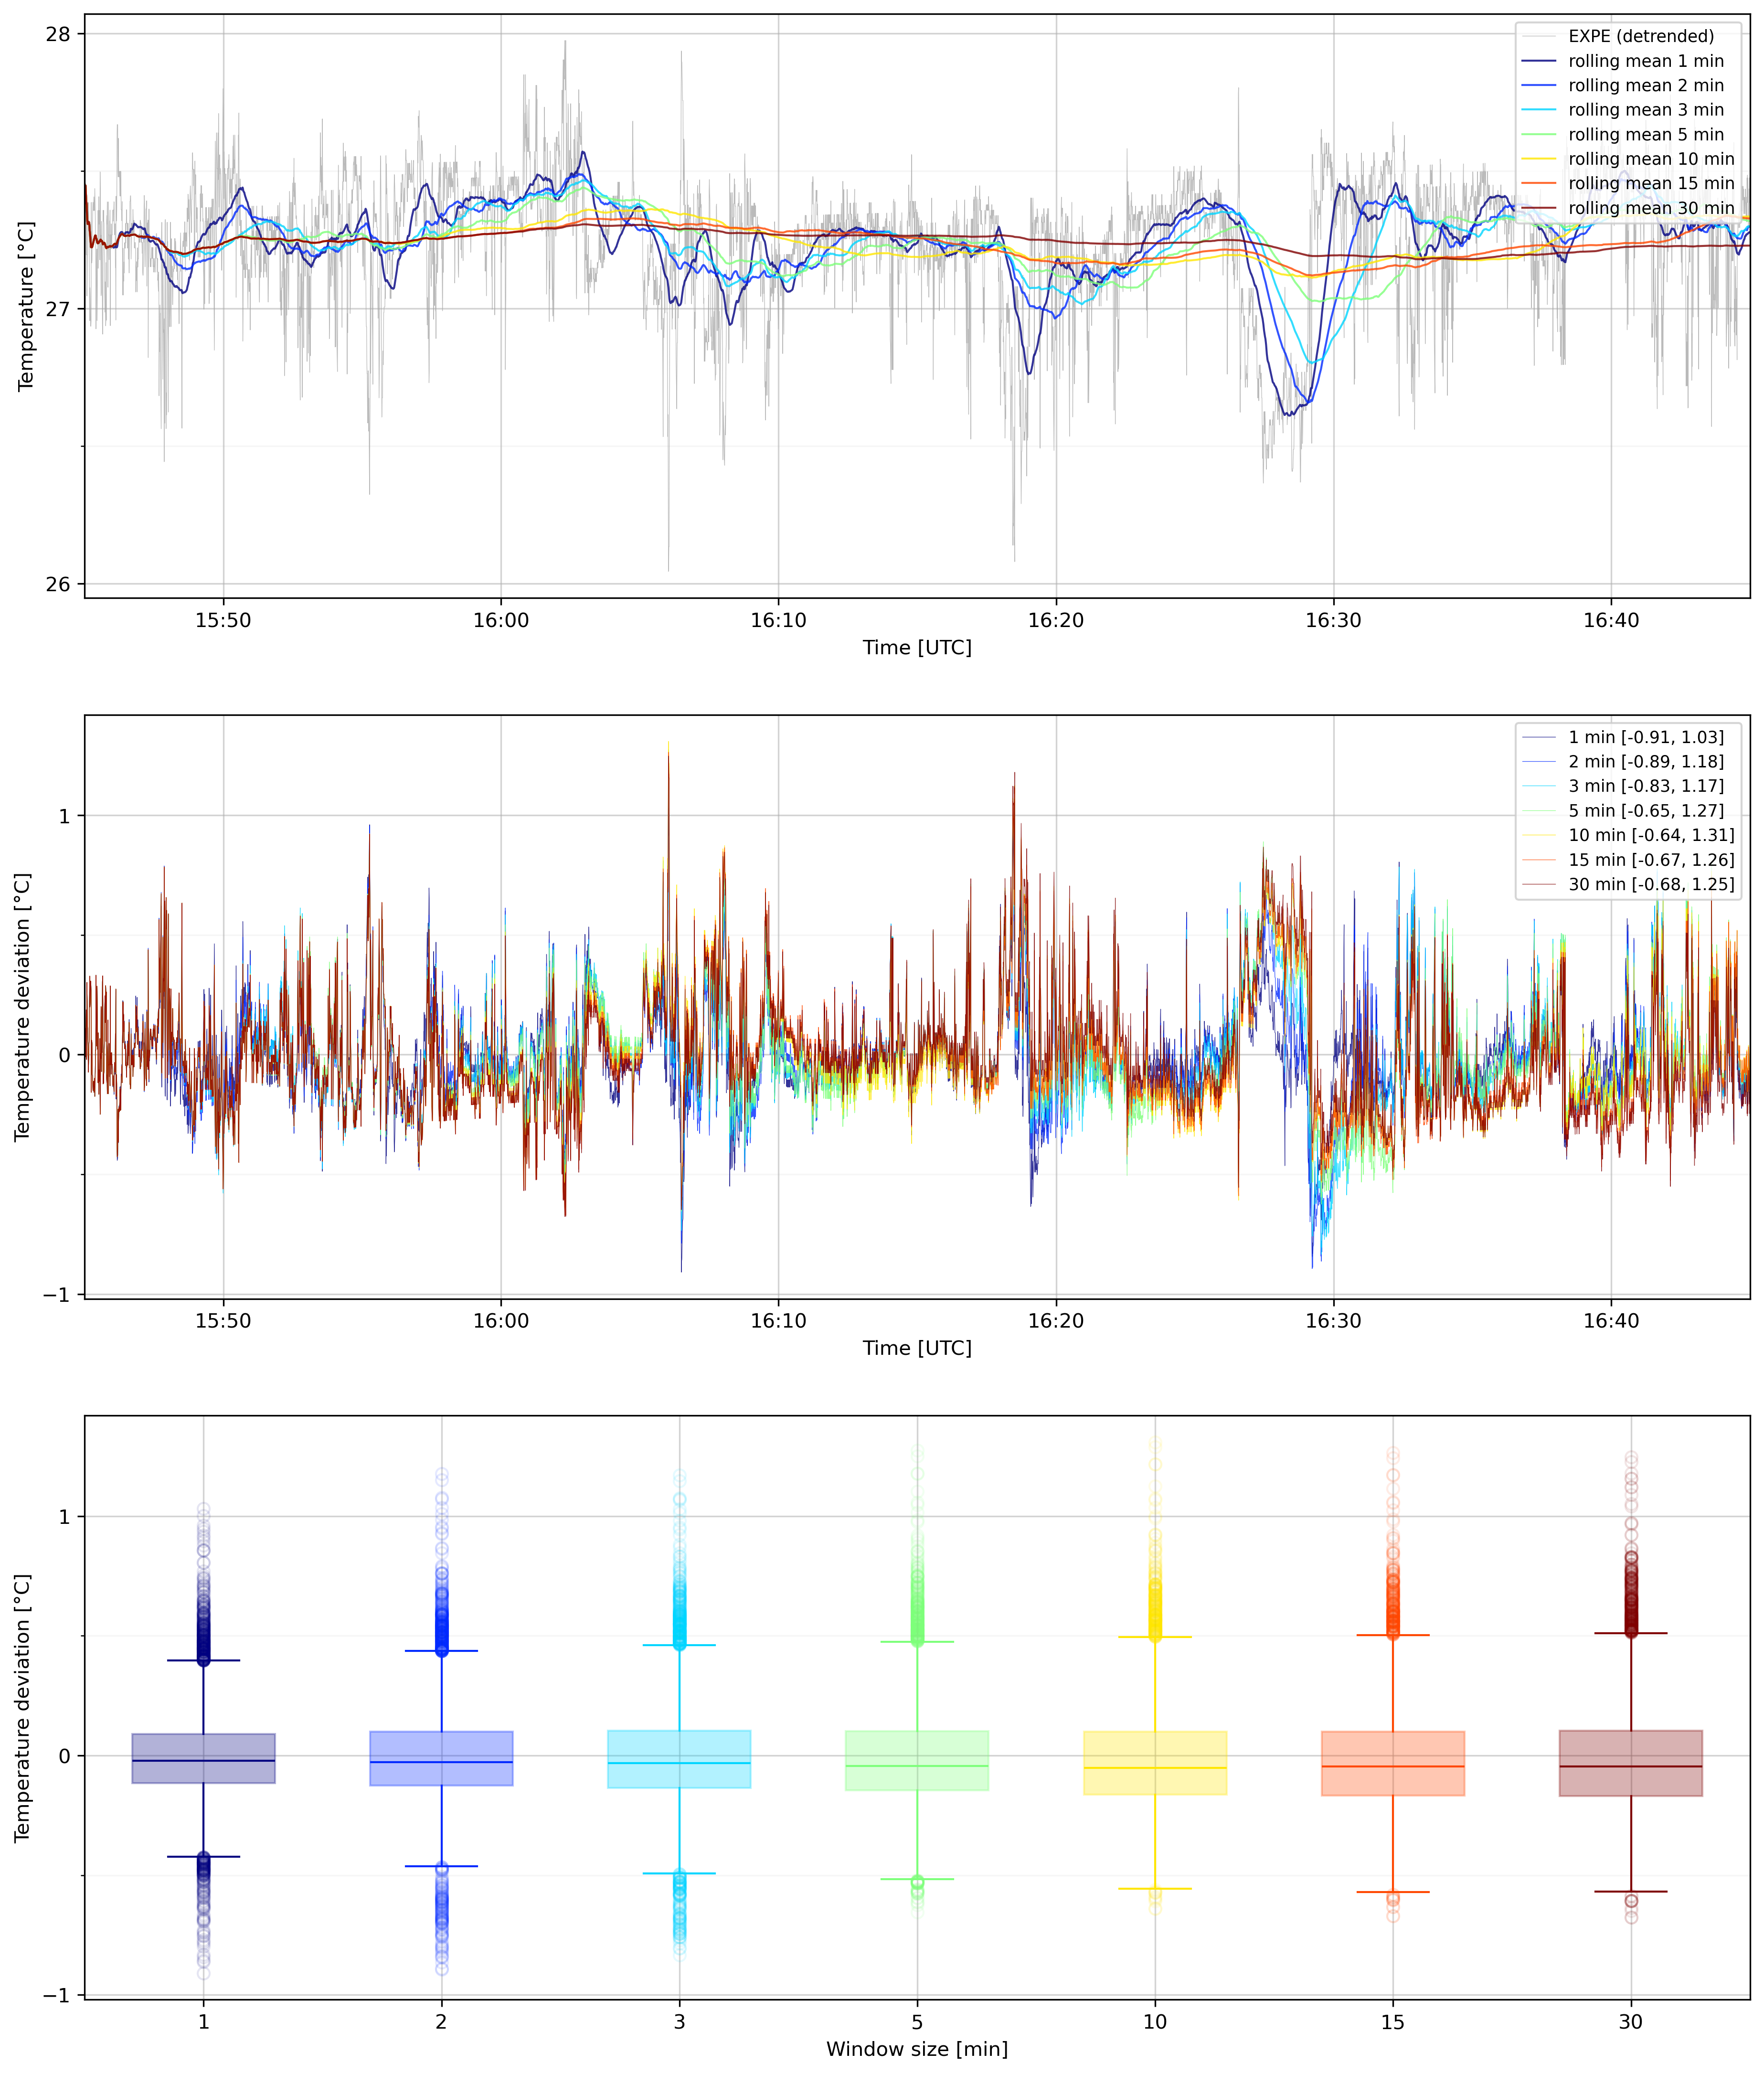 28
27
26
Temperature [°C]
EXPE (detrended)
rolling mean 1 min
rolling mean 2 min
rolling mean 3 min
rolling mean 5 min
rolling mean 10 min
rolling mean 15 min
rolling mean 30 min
15:50 16:00 16:10 16:20 16:30 16:40
Time [UTC]
1
0
−1
Temperature deviation [°C]
1 min [-0.91, 1.03]
2 min [-0.89, 1.18]
3 min [-0.83, 1.17]
5 min [-0.65, 1.27]
10 min [-0.64, 1.31]
15 min [-0.67, 1.26]
30 min [-0.68, 1.25]
15:50 16:00 16:10 16:20 16:30 16:40
Time [UTC]
1
0
−1
Temperature deviation [°C]
1 2 3 5 10 15 30
Window size [min]